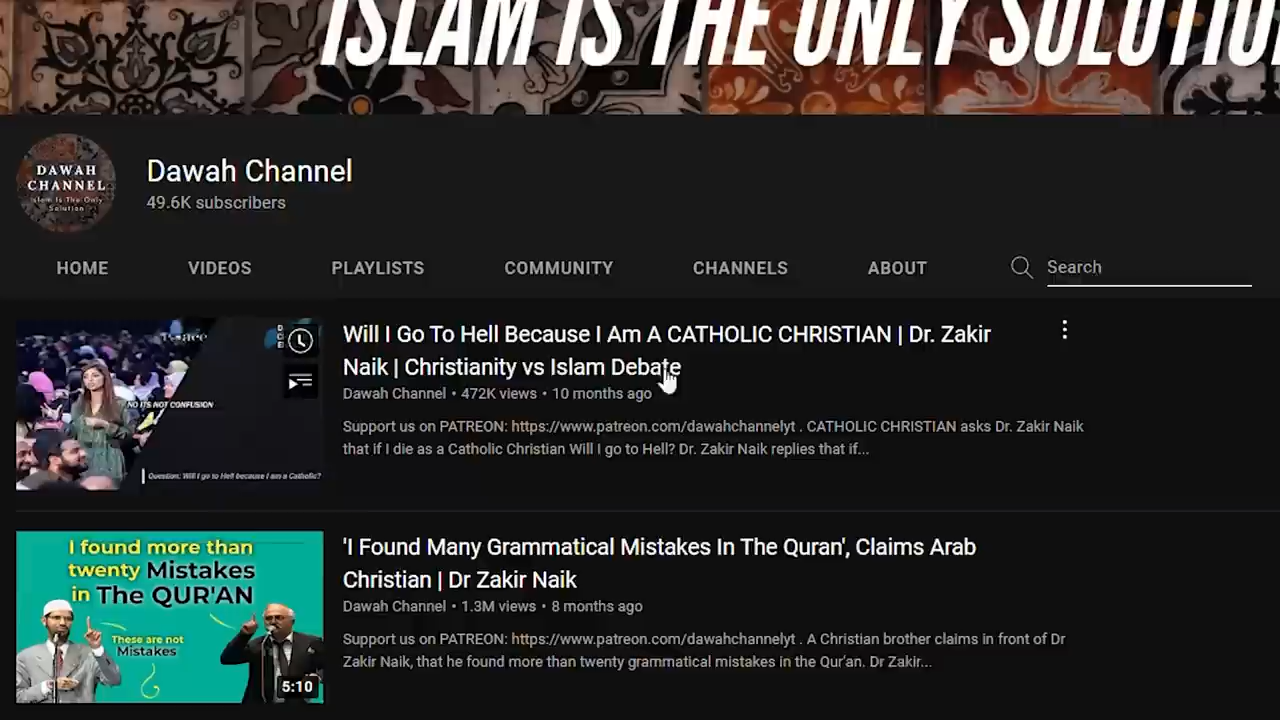 ISLAM IS THE ONLY SOLUTIO
DAWAH
CHANNEL
Islam Is The Only
Solution
Dawah Channel
49.6K subscribers
HOME VIDEOS PLAYLISTS COMMUNITY CHANNELS ABOUT Search
NO ITS NOT CONFUSION
Question: Will I go to Hell because I am a Catholic?
Will I Go To Hell Because I Am A CATHOLIC CHRISTIAN | Dr. Zakir
Naik | Christianity vs Islam Debate
Dawah Channel • 472K views • 10 months ago
Support us on PATREON: https://www.patreon.com/dawahchannelyt . CATHOLIC CHRISTIAN asks Dr. Zakir Naik
that if I die as a Catholic Christian Will I go to Hell? Dr. Zakir Naik replies that if...
I found more than
twenty Mistakes
in The QUR'AN
These are not
Mistakes
5:10
'I Found Many Grammatical Mistakes In The Quran', Claims Arab
Christian | Dr Zakir Naik
Dawah Channel • 1.3M views • 8 months ago
Support us on PATREON: https://www.patreon.com/dawahchannelyt . A Christian brother claims in front of Dr
Zakir Naik, that he found more than twenty grammatical mistakes in the Qur'an. Dr Zakir...